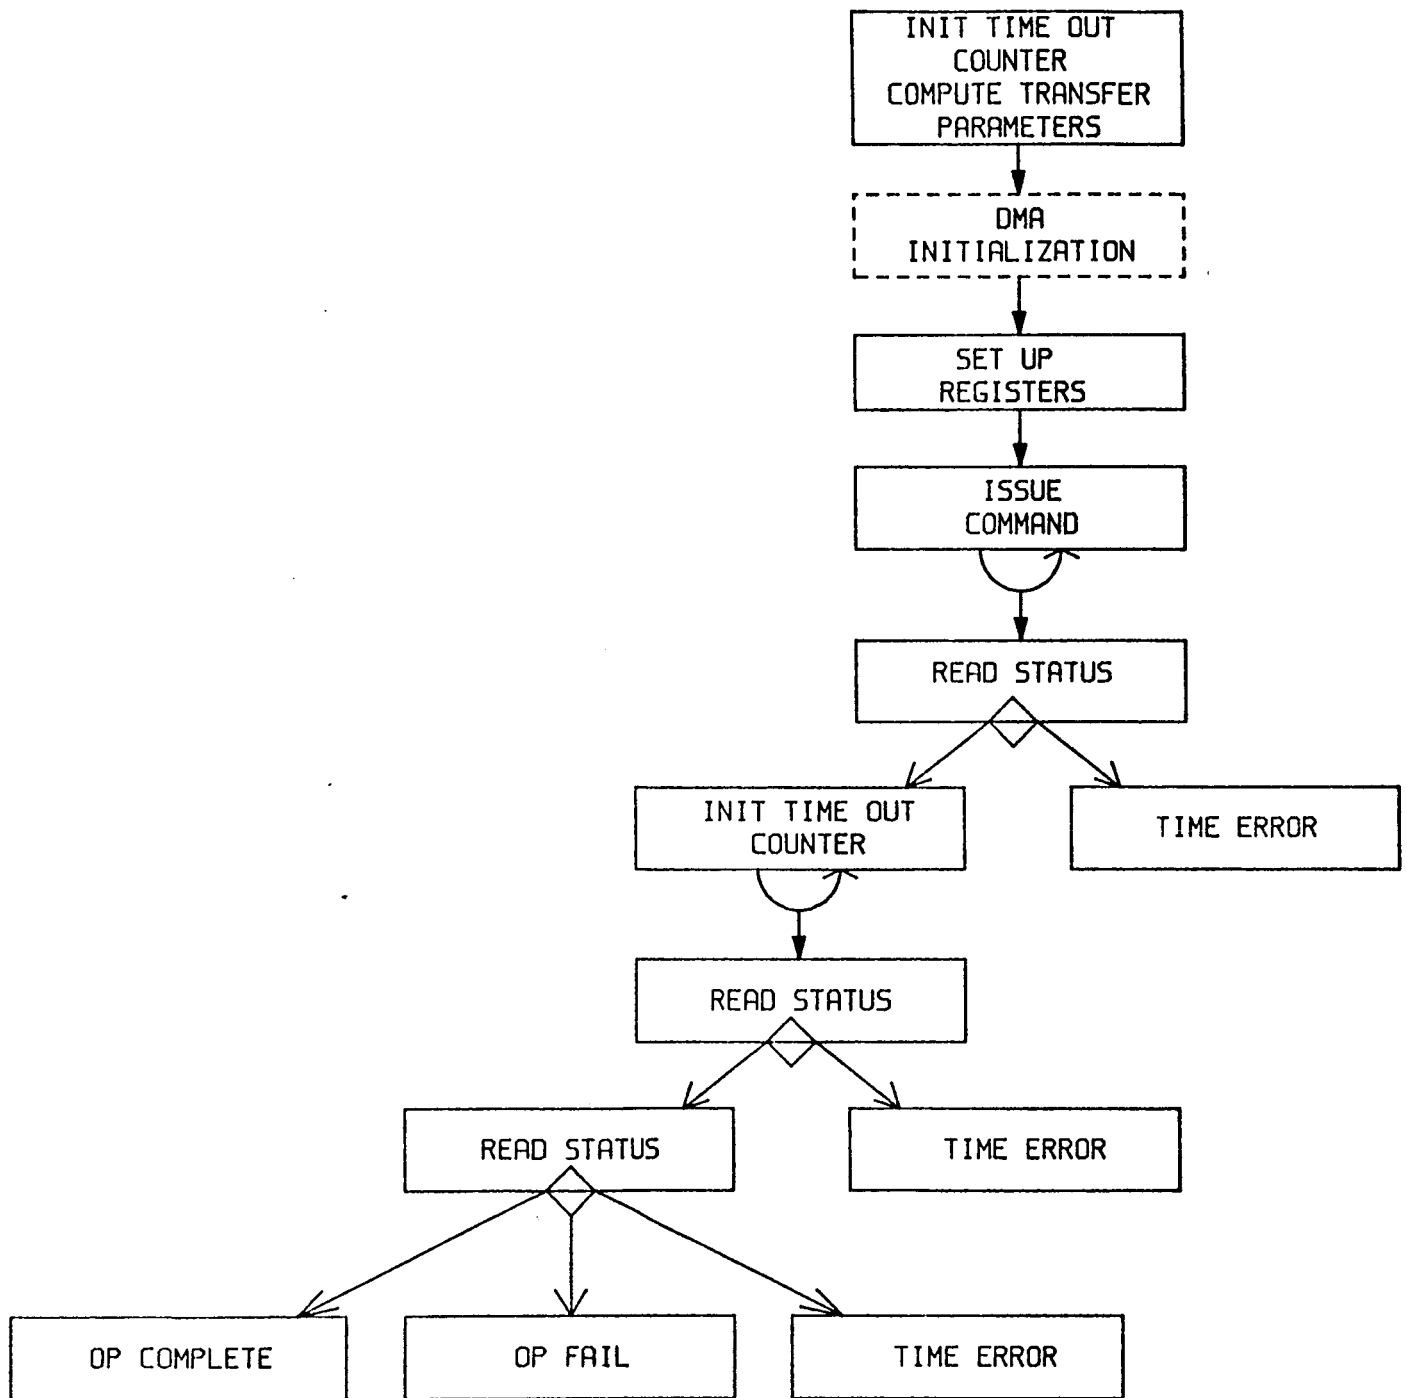 INIT TIME OUT
COUNTER
COMPUTE TRANSFER
PARAMETERS
DMA
INITIALIZATION
SET UP
REGISTERS
ISSUE
COMMAND
READ STATUS
INIT TIME OUT
COUNTER
TIME ERROR
READ STATUS
READ STATUS
TIME ERROR
OP COMPLETE
OP FAIL
TIME ERROR